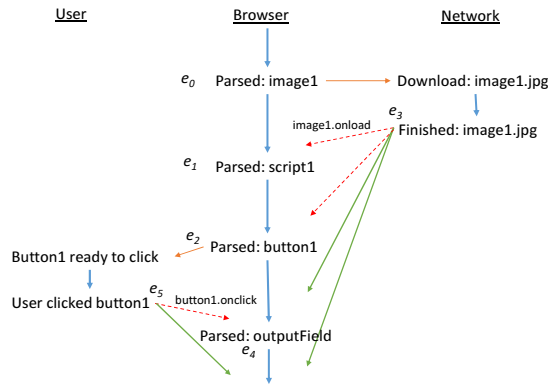 User Browser Network
e0 Parsed: image1 Download: image1.jpg
e3
image1.onload Finished: image1.jpg
e1 Parsed: script1
e2 Parsed: button1
Button1 ready to click
e5
User clicked button1 button1.onclick
Parsed: outputField
e4